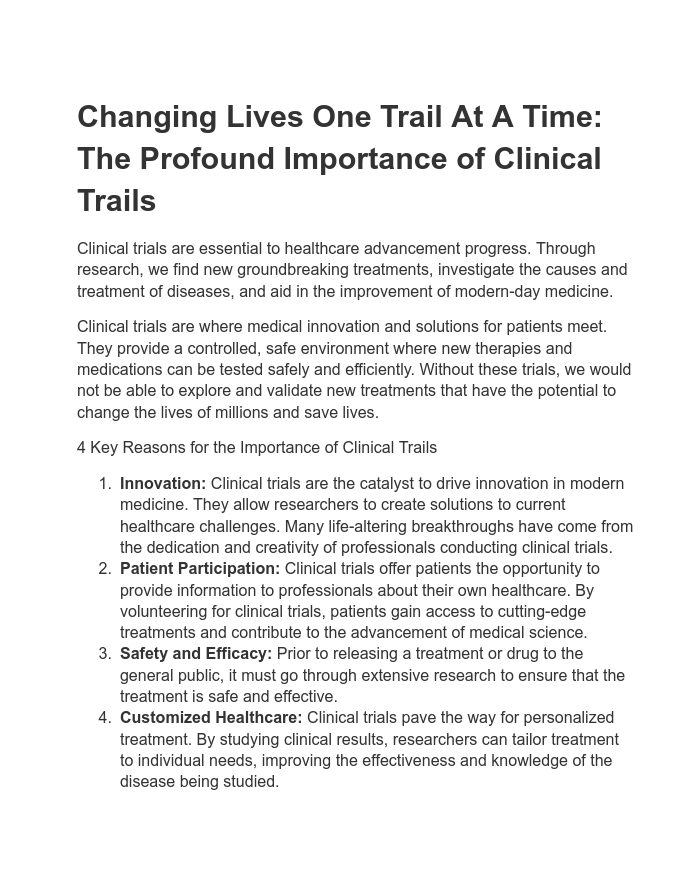 Changing Lives One Trail At A Time:
The Profound Importance of Clinical
Trails
Clinical trials are essential to healthcare advancement progress. Through
research, we find new groundbreaking treatments, investigate the causes and
treatment of diseases, and aid in the improvement of modern-day medicine.
Clinical trials are where medical innovation and solutions for patients meet.
They provide a controlled, safe environment where new therapies and
medications can be tested safely and efficiently. Without these trials, we would
not be able to explore and validate new treatments that have the potential to
change the lives of millions and save lives.
4 Key Reasons for the Importance of Clinical Trails
1. Innovation: Clinical trials are the catalyst to drive innovation in modern
medicine. They allow researchers to create solutions to current
healthcare challenges. Many life-altering breakthroughs have come from
the dedication and creativity of professionals conducting clinical trials.
2. Patient Participation: Clinical trials offer patients the opportunity to
provide information to professionals about their own healthcare. By
volunteering for clinical trials, patients gain access to cutting-edge
treatments and contribute to the advancement of medical science.
3. Safety and Efficacy: Prior to releasing a treatment or drug to the
general public, it must go through extensive research to ensure that the
treatment is safe and effective.
4. Customized Healthcare: Clinical trials pave the way for personalized
treatment. By studying clinical results, researchers can tailor treatment
to individual needs, improving the effectiveness and knowledge of the
disease being studied.